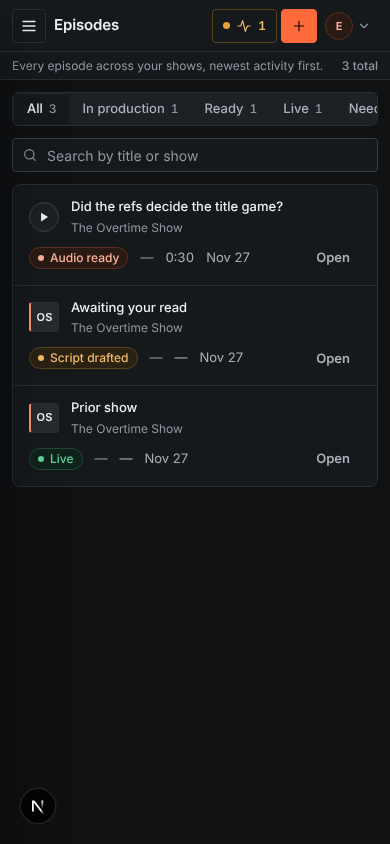 Episodes
1
+
E
Every episode across your shows, newest activity first. 3 total
All 3 In production 1 Ready 1 Live 1 Need
Search by title or show
Did the refs decide the title game?
The Overtime Show
Audio ready — 0:30 Nov 27 Open
OS
Awaiting your read
The Overtime Show
Script drafted — — Nov 27 Open
OS
Prior show
The Overtime Show
Live — — Nov 27 Open
N